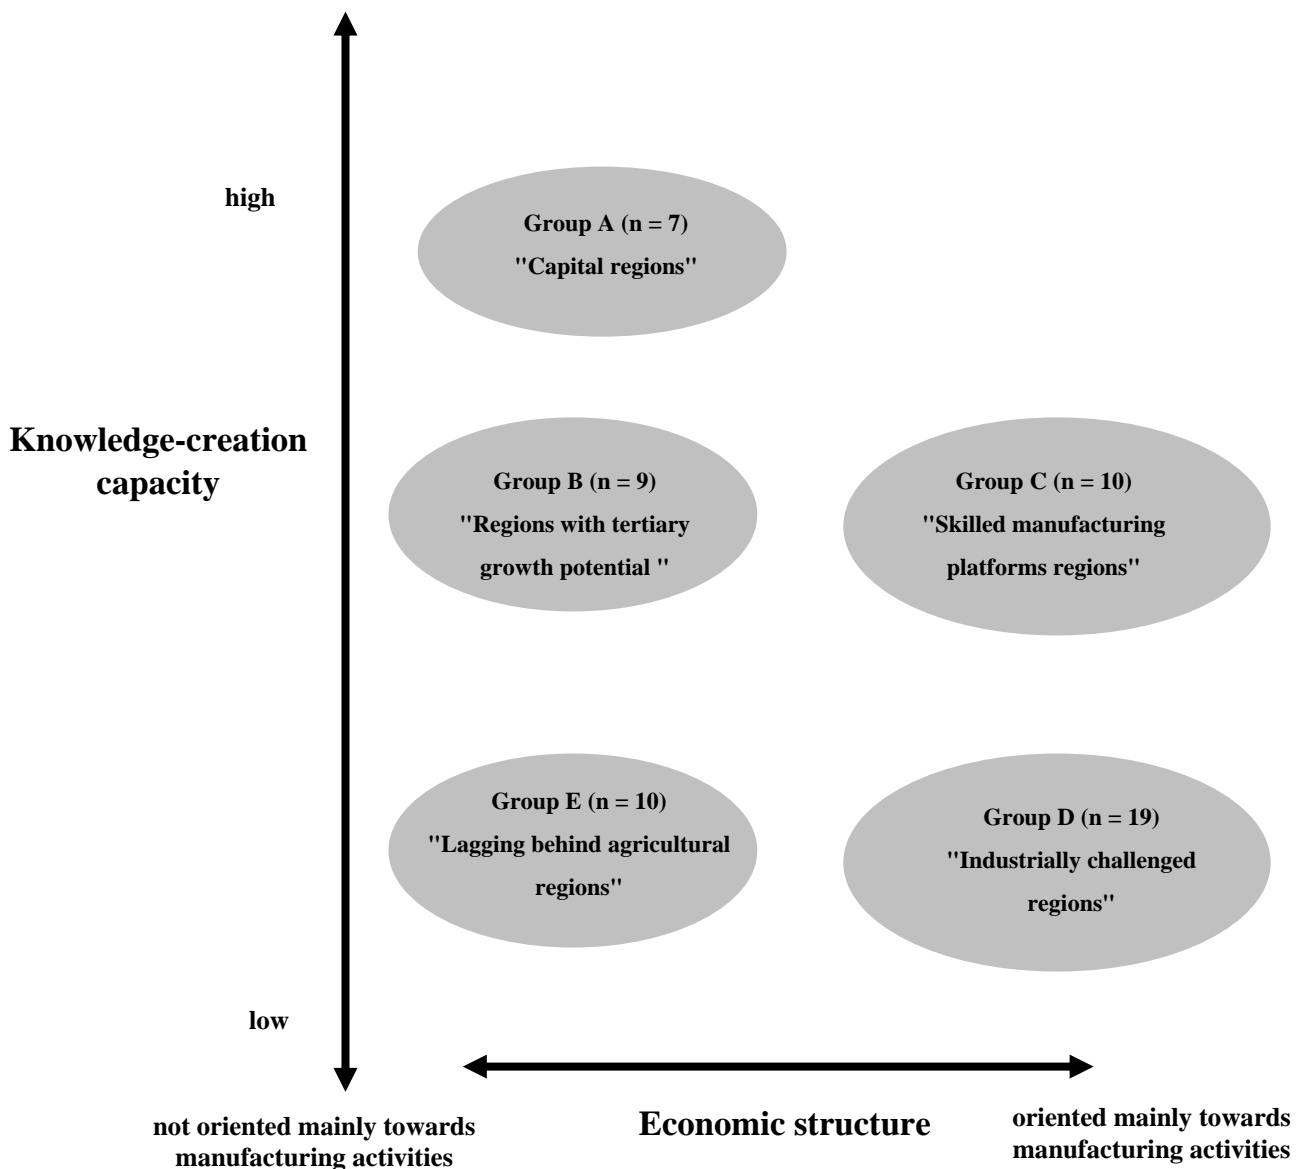 high
Group A (n = 7)
"Capital regions"
Knowledge-creation
capacity
Group B (n = 9)
"Regions with tertiary
growth potential "
Group C (n = 10)
"Skilled manufacturing
platforms regions"
Group E (n = 10)
"Lagging behind agricultural
regions"
Group D (n = 19)
"Industrially challenged
regions"
low
not oriented mainly towards
manufacturing activities
Economic structure
oriented mainly towards
manufacturing activities